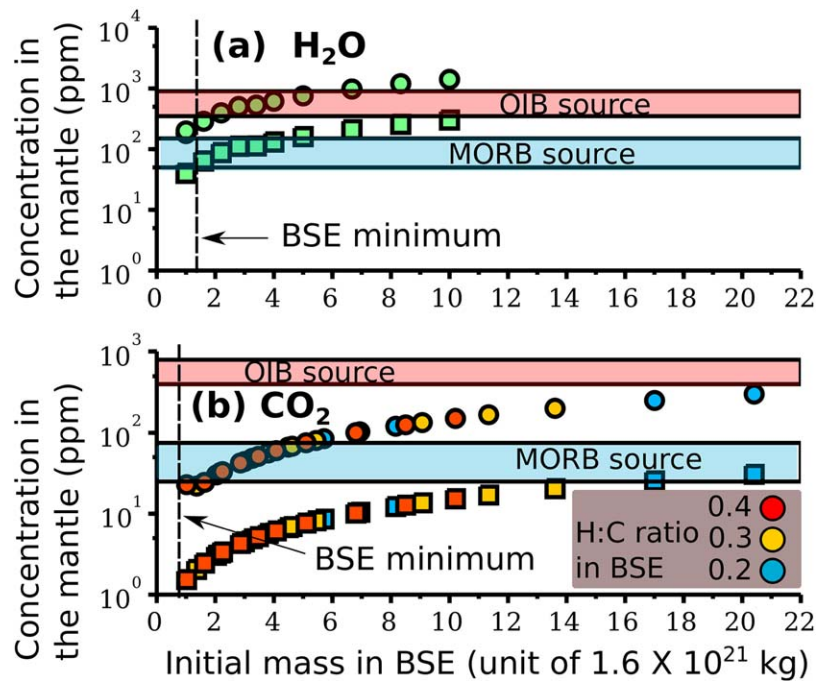 (a) H₂O
Concentration in
the mantle (ppm)
10⁴
10³
10²
10¹
10⁰
OIB source
MORB source
BSE minimum
0 2 4 6 8 10 12 14 16 18 20 22
(b) CO₂
Concentration in
the mantle (ppm)
10³
10²
10¹
10⁰
OIB source
MORB source
BSE minimum
H:C ratio
in BSE
0.4
0.3
0.2
0 2 4 6 8 10 12 14 16 18 20 22
Initial mass in BSE (unit of 1.6 X 10²¹ kg)